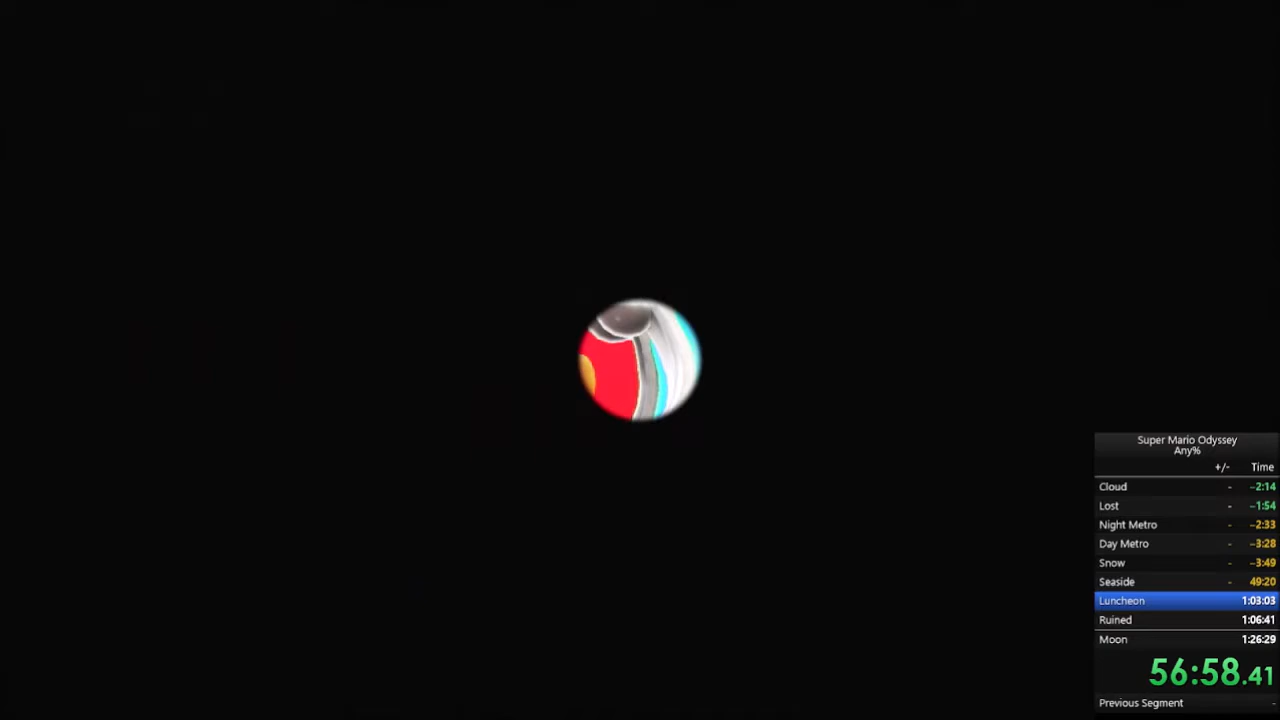 Super Mario Odyssey
Any%
+/- Time
Cloud - −2:14
Lost - −1:54
Night Metro - −2:33
Day Metro - −3:28
Snow - −3:49
Seaside - 49:20
Luncheon 1:03:03
Ruined 1:06:41
Moon 1:26:29
56:58.41
Previous Segment -